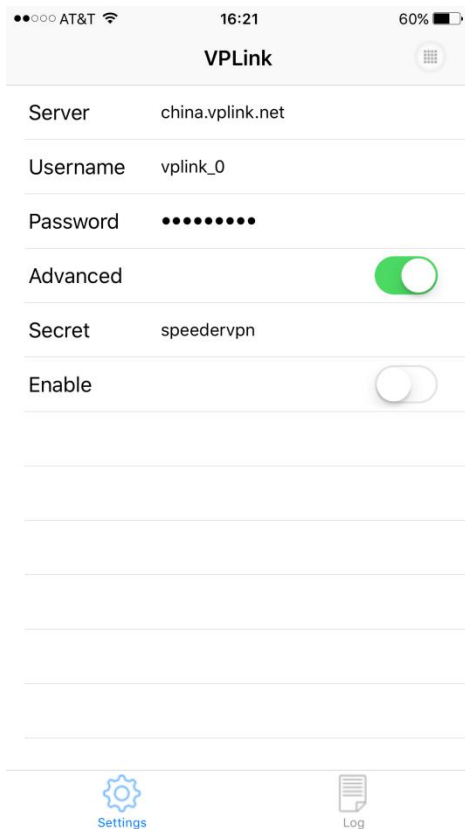 AT&T 16:21 60%
VPLink
Server china.vplink.net
Username vplink_0
Password •••••••••
Advanced
Secret speedervpn
Enable
Settings Log